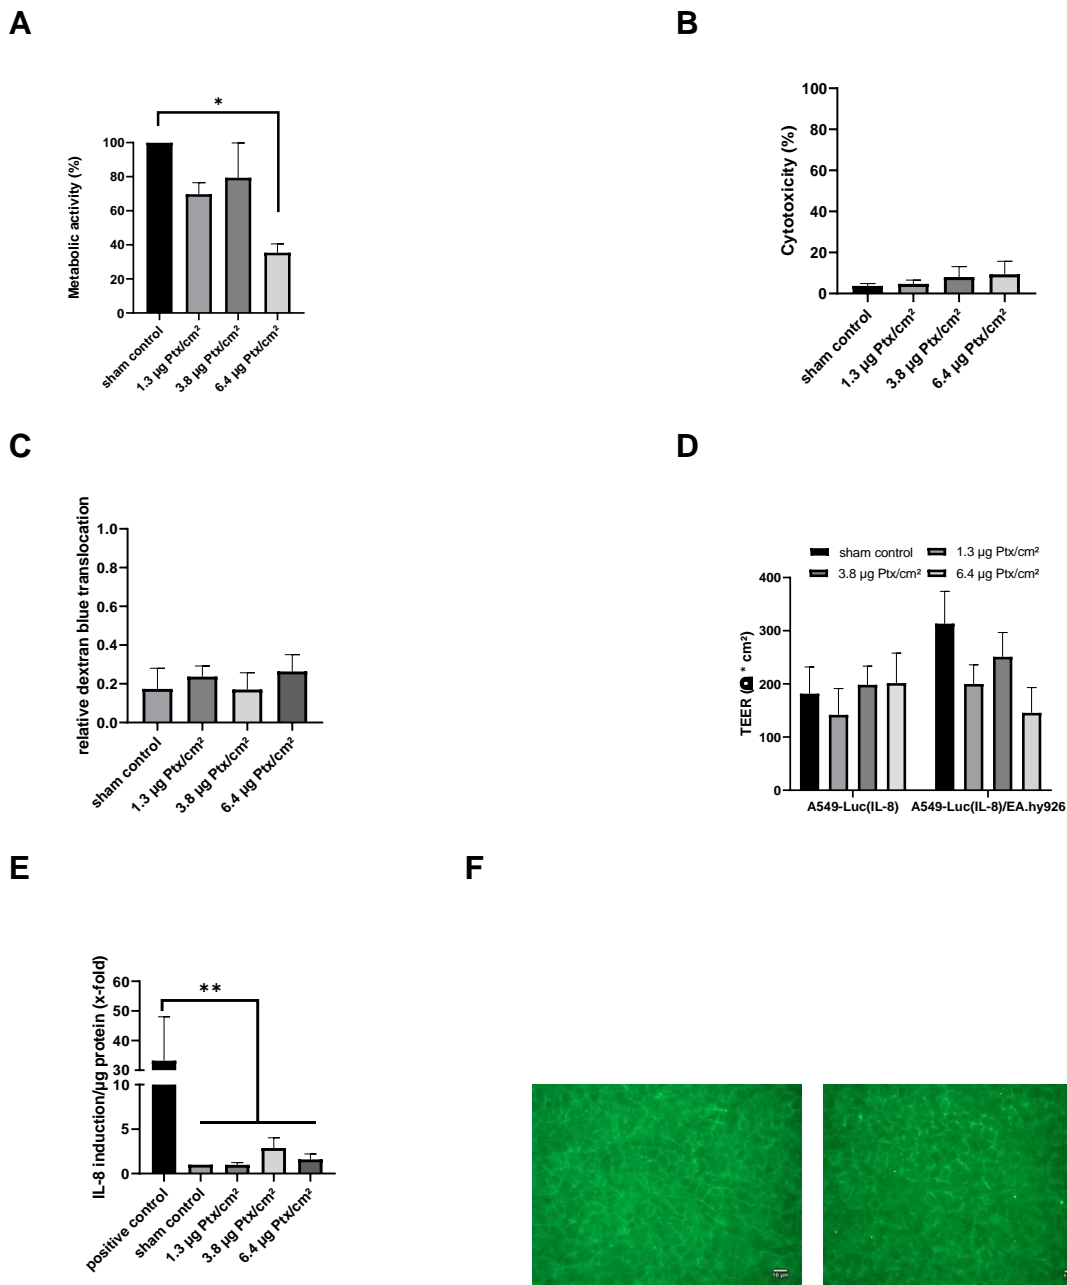 A
*
Metabolic activity (%)
100
80
60
40
20
0
sham control
1.3 µg Ptx/cm²
3.8 µg Ptx/cm²
6.4 µg Ptx/cm²
B
Cytotoxicity (%)
100
80
60
40
20
0
sham control
1.3 µg Ptx/cm²
3.8 µg Ptx/cm²
6.4 µg Ptx/cm²
C
relative dextran blue translocation
1.0
0.8
0.6
0.4
0.2
0.0
sham control
1.3 µg Ptx/cm²
3.8 µg Ptx/cm²
6.4 µg Ptx/cm²
D
sham control
1.3 µg Ptx/cm²
3.8 µg Ptx/cm²
6.4 µg Ptx/cm²
TEER (Ω * cm²)
400
300
200
100
0
A549-Luc(IL-8)
A549-Luc(IL-8)/EA.hy926
E
**
IL-8 induction/µg protein (x-fold)
60
50
40
30
10
5
0
positive control
sham control
1.3 µg Ptx/cm²
3.8 µg Ptx/cm²
6.4 µg Ptx/cm²
F
10 µm